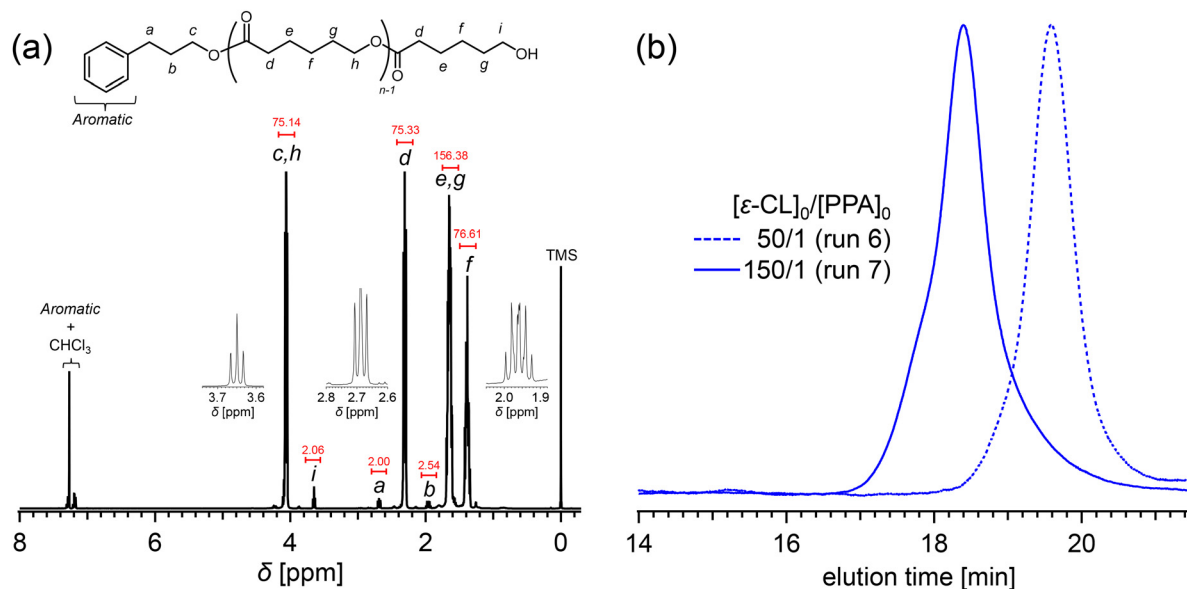 (a)
a
b
c
O
O
e
g
d
f
h
O
n-1
O
d
f
i
e
g
OH
Aromatic
75.14
c,h
75.33
d
156.38
e,g
76.61
f
TMS
Aromatic
+
CHCl3
3.7 3.6
δ [ppm]
2.8 2.7 2.6
δ [ppm]
2.0 1.9
δ [ppm]
2.06
i
2.00
a
2.54
b
8 6 4 2 0
δ [ppm]
(b)
[ε-CL]0/[PPA]0
50/1 (run 6)
150/1 (run 7)
14 16 18 20
elution time [min]